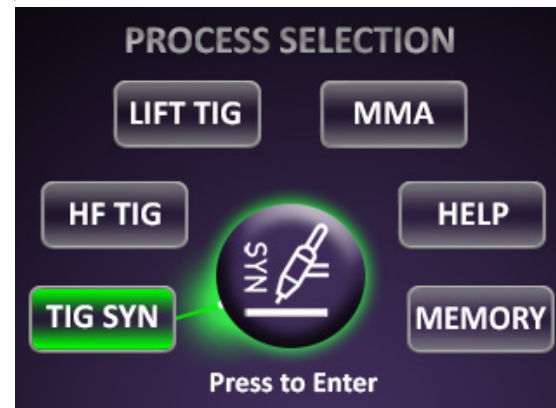 PROCESS SELECTION
LIFT TIG
MMA
HF TIG
HELP
SYN
TIG SYN
MEMORY
Press to Enter